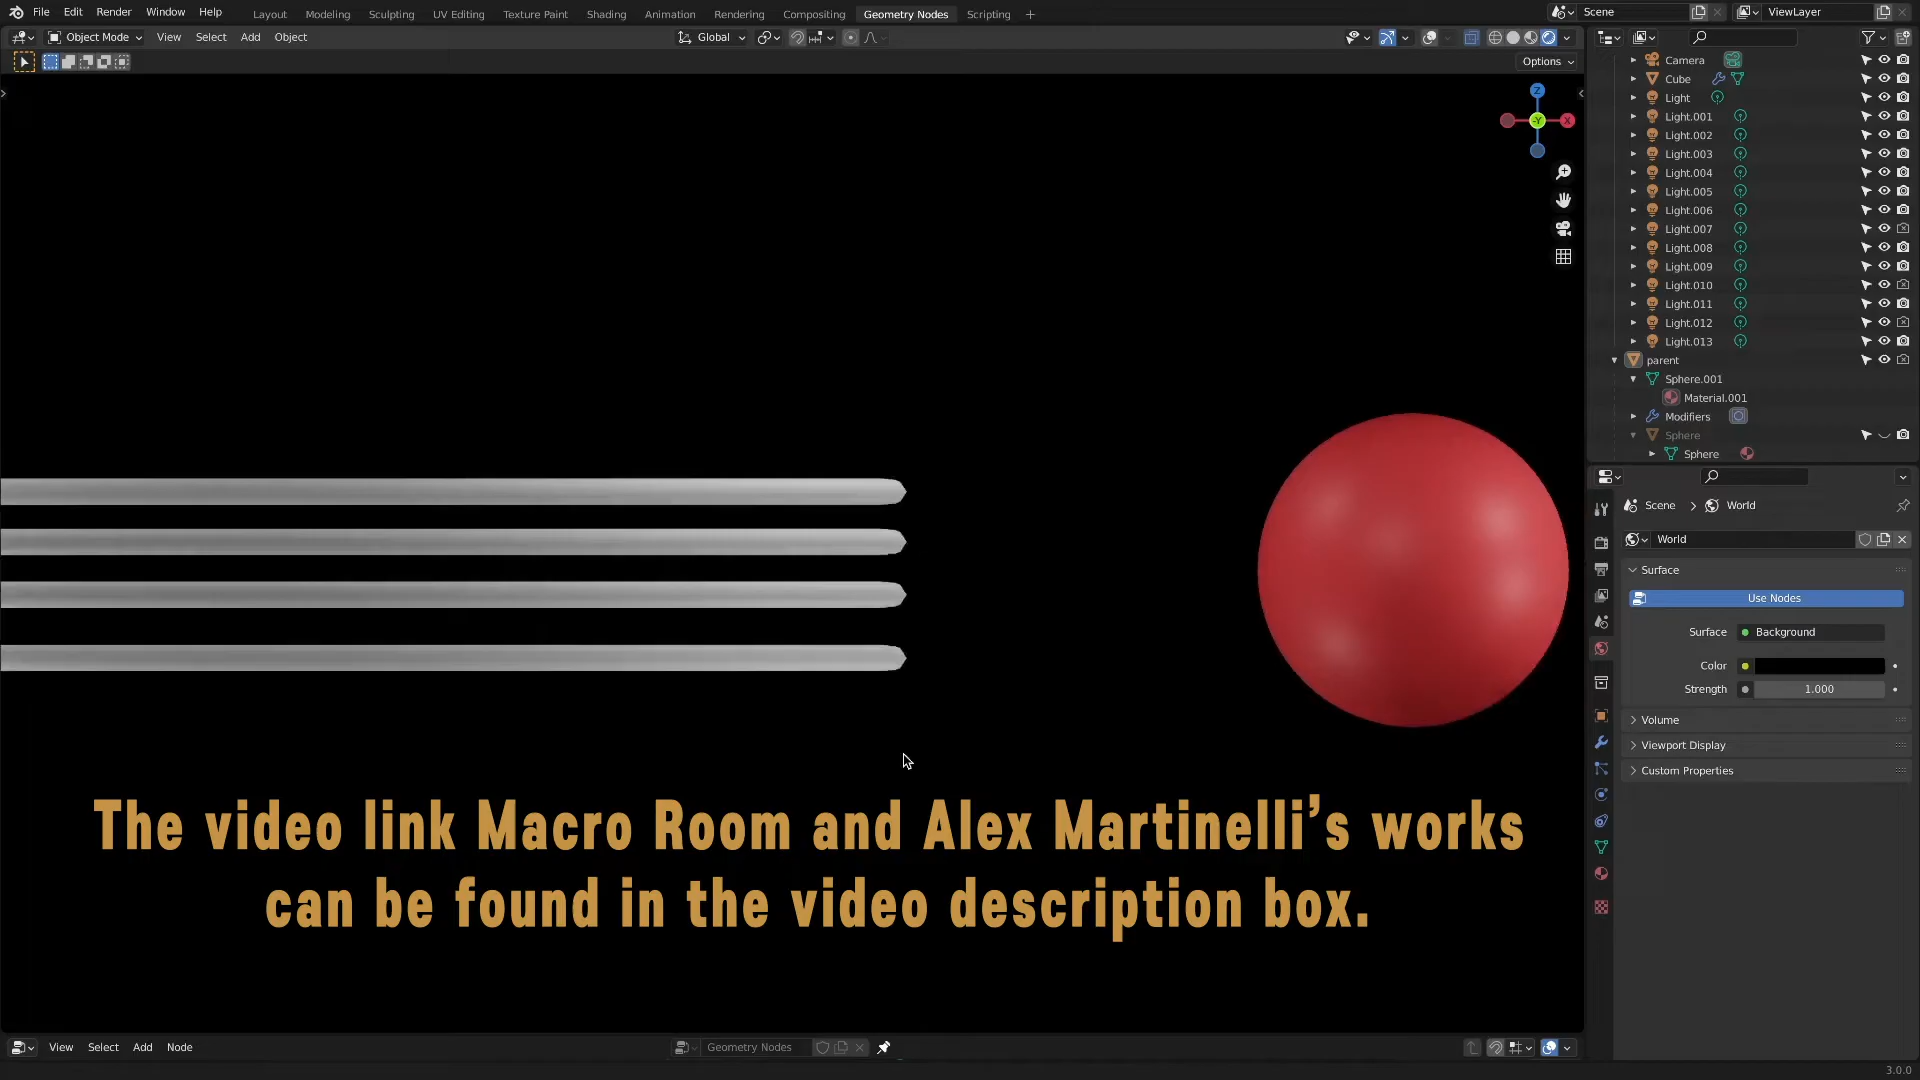 File Edit Render Window Help Layout Modeling Sculpting UV Editing Texture Paint Shading Animation Rendering Compositing Geometry Nodes Scripting + Scene ViewLayer
Object Mode View Select Add Object Global
Options
Z
-Y X
Camera
Cube
Light
Light.001
Light.002
Light.003
Light.004
Light.005
Light.006
Light.007
Light.008
Light.009
Light.010
Light.011
Light.012
Light.013
parent
Sphere.001
Material.001
Modifiers
Sphere
Sphere
Scene > World
World
Surface
Use Nodes
Surface Background
Color
Strength 1.000
Volume
Viewport Display
Custom Properties
The video link Macro Room and Alex Martinelli's works
can be found in the video description box.
View Select Add Node Geometry Nodes
3.0.0